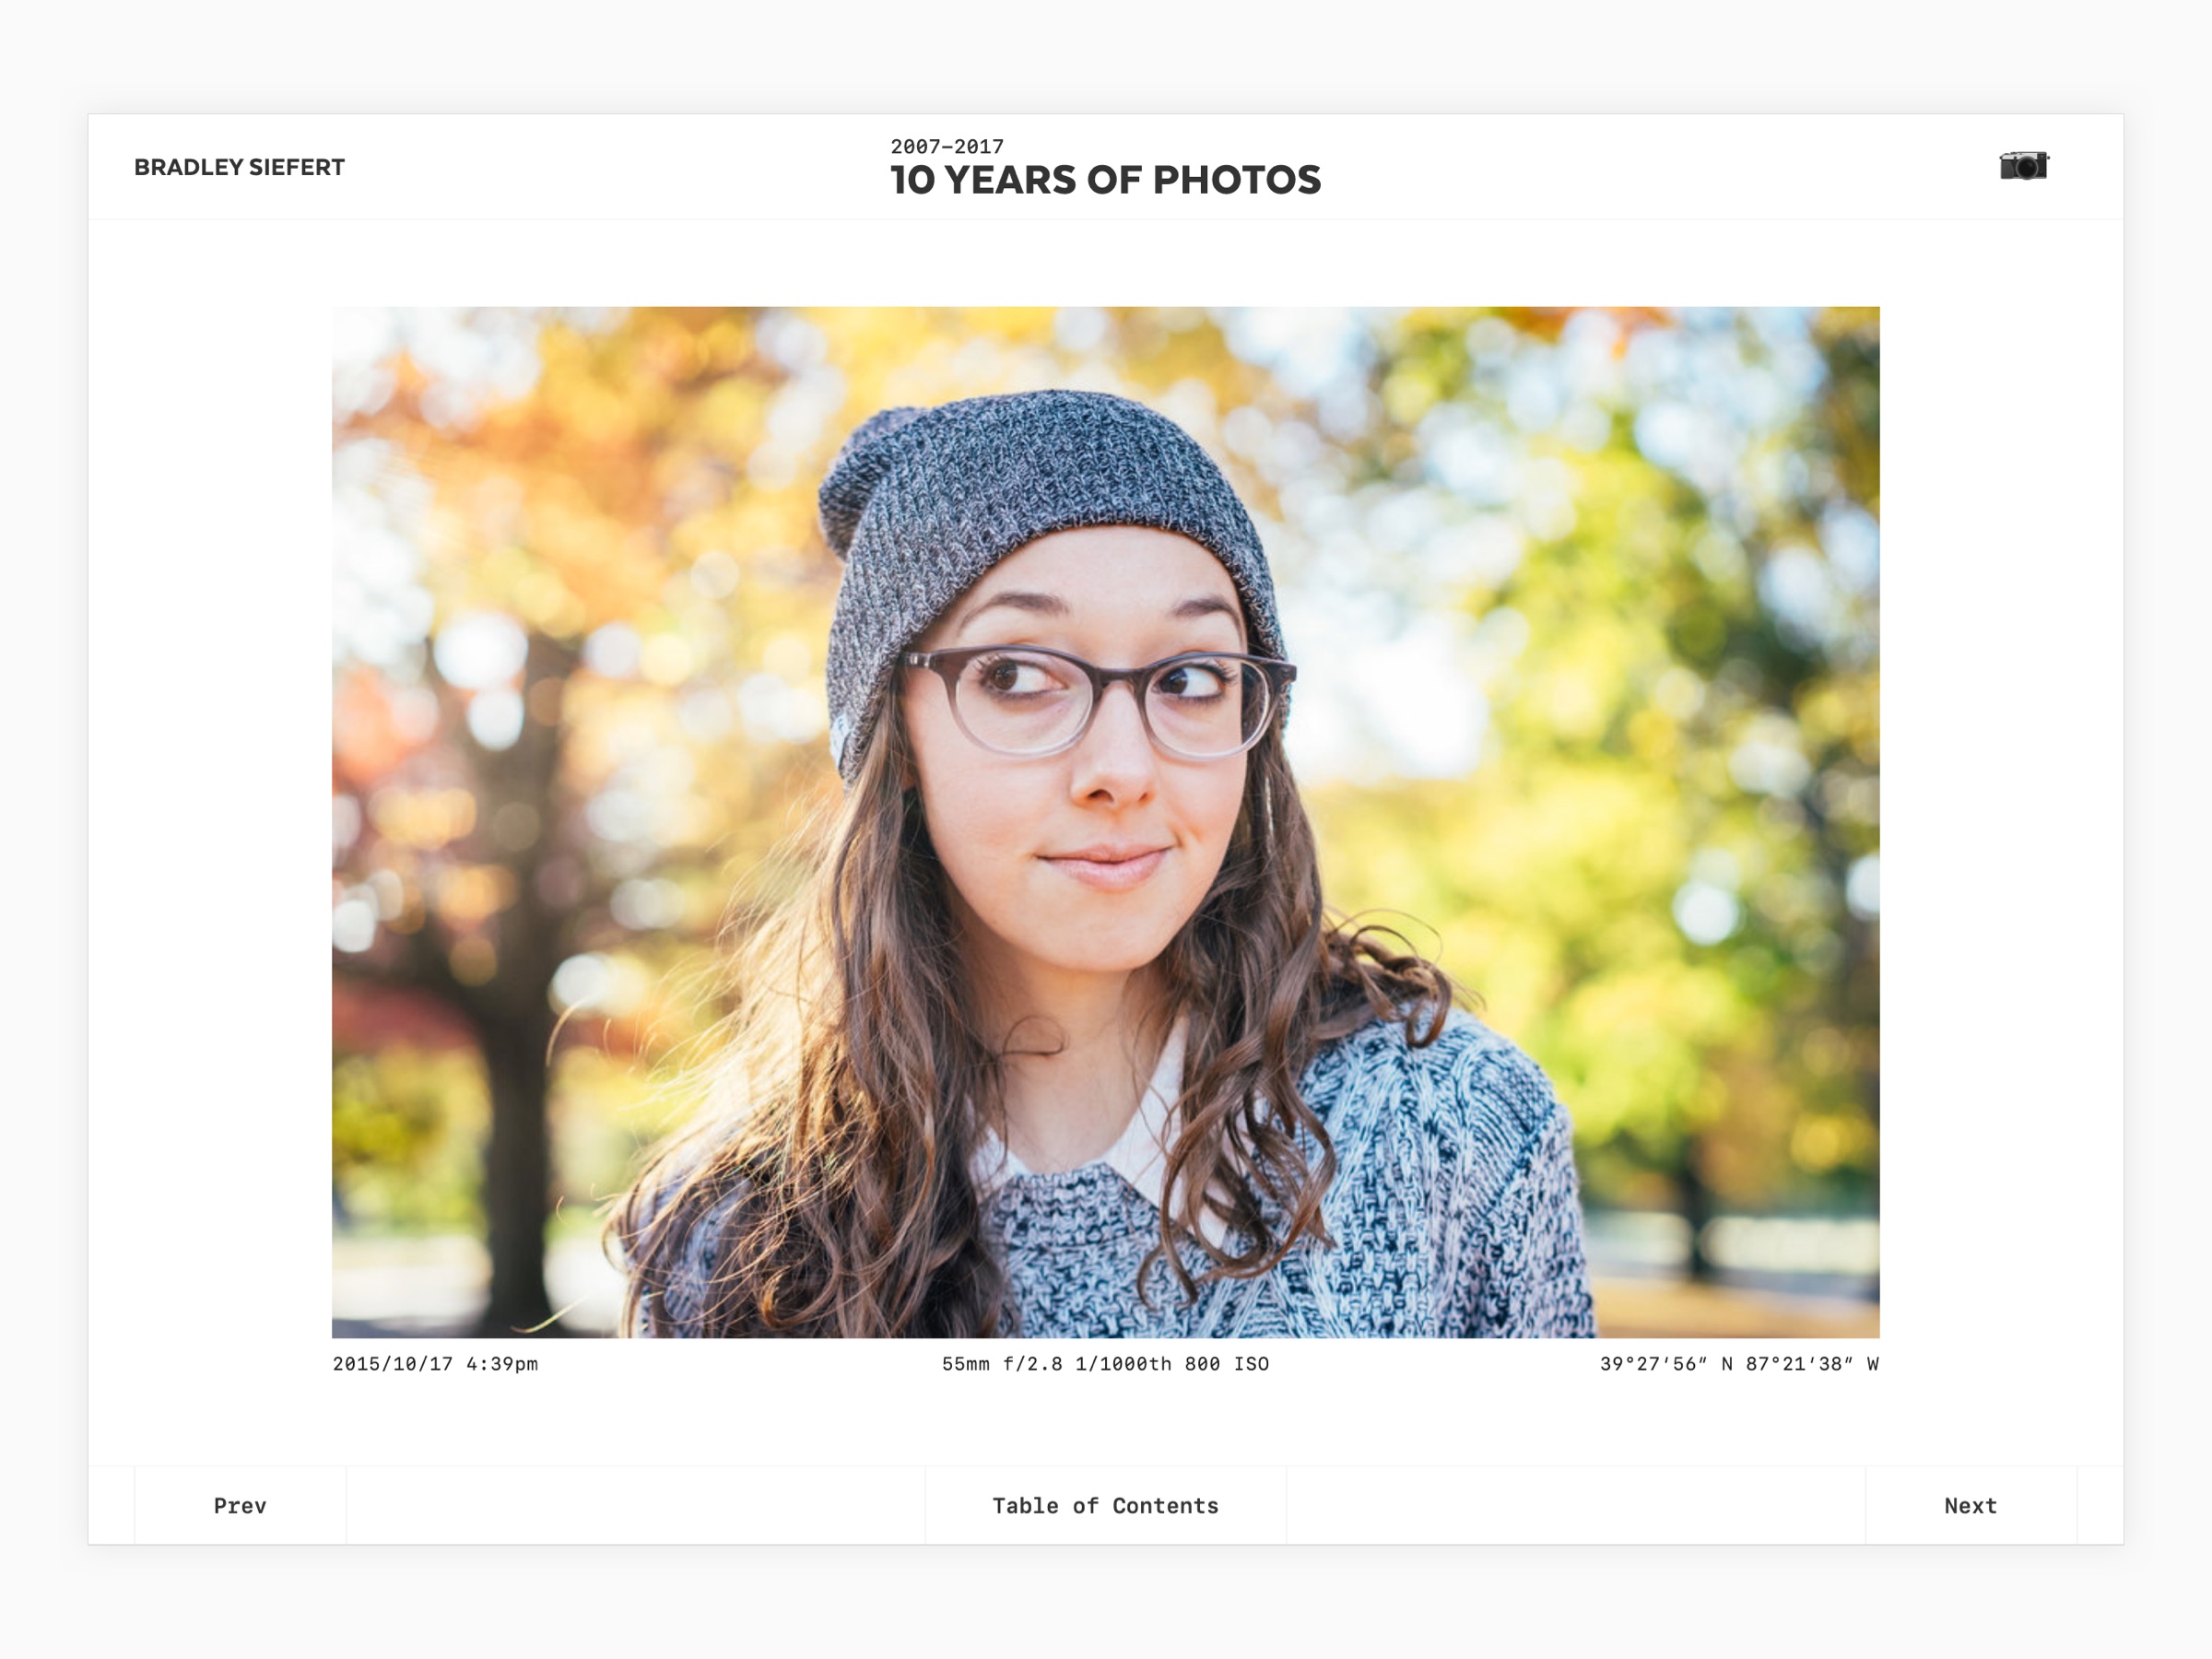 BRADLEY SIEFERT
2007–2017
10 YEARS OF PHOTOS
2015/10/17 4:39pm
55mm f/2.8 1/1000th 800 ISO
39°27′56″ N 87°21′38″ W
Prev
Table of Contents
Next